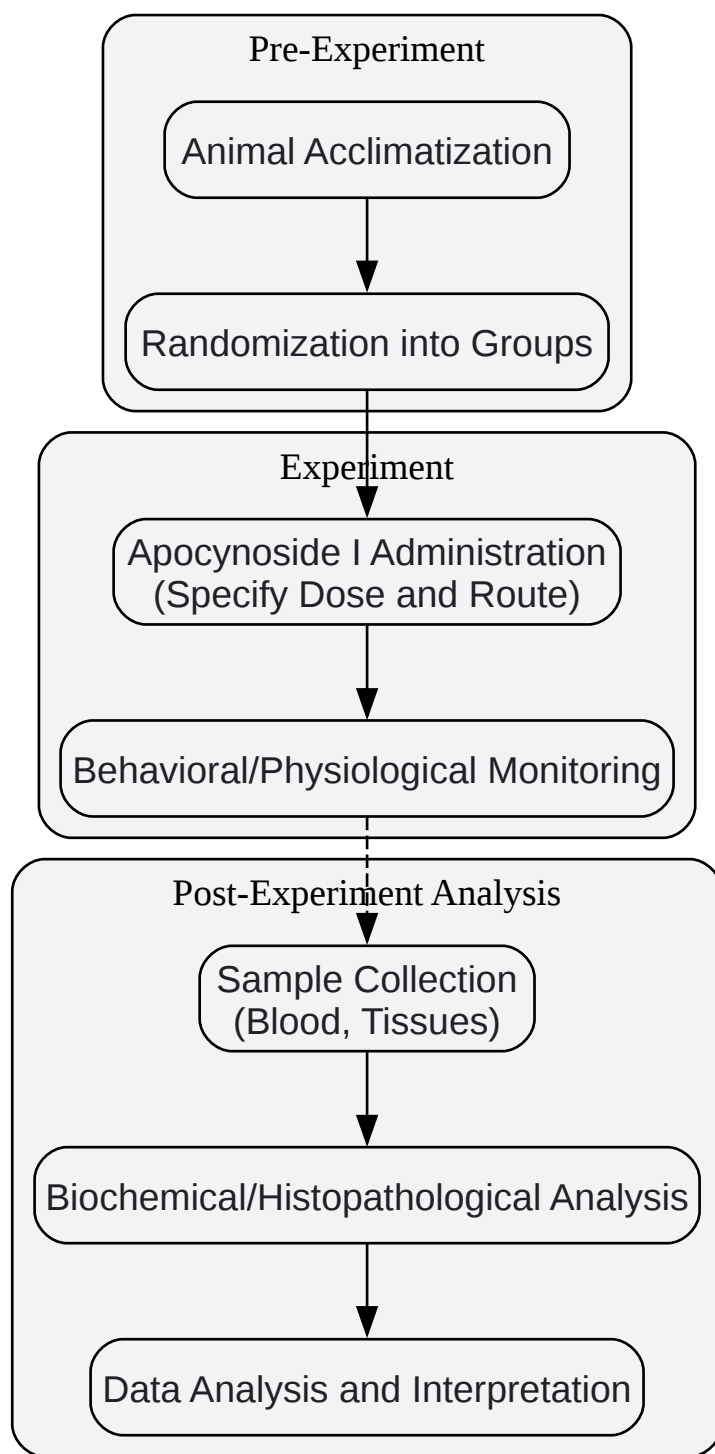 Pre-Experiment
Animal Acclimatization
Randomization into Groups
Experiment
Apocynoside I Administration
(Specify Dose and Route)
Behavioral/Physiological Monitoring
Post-Experiment Analysis
Sample Collection
(Blood, Tissues)
Biochemical/Histopathological Analysis
Data Analysis and Interpretation